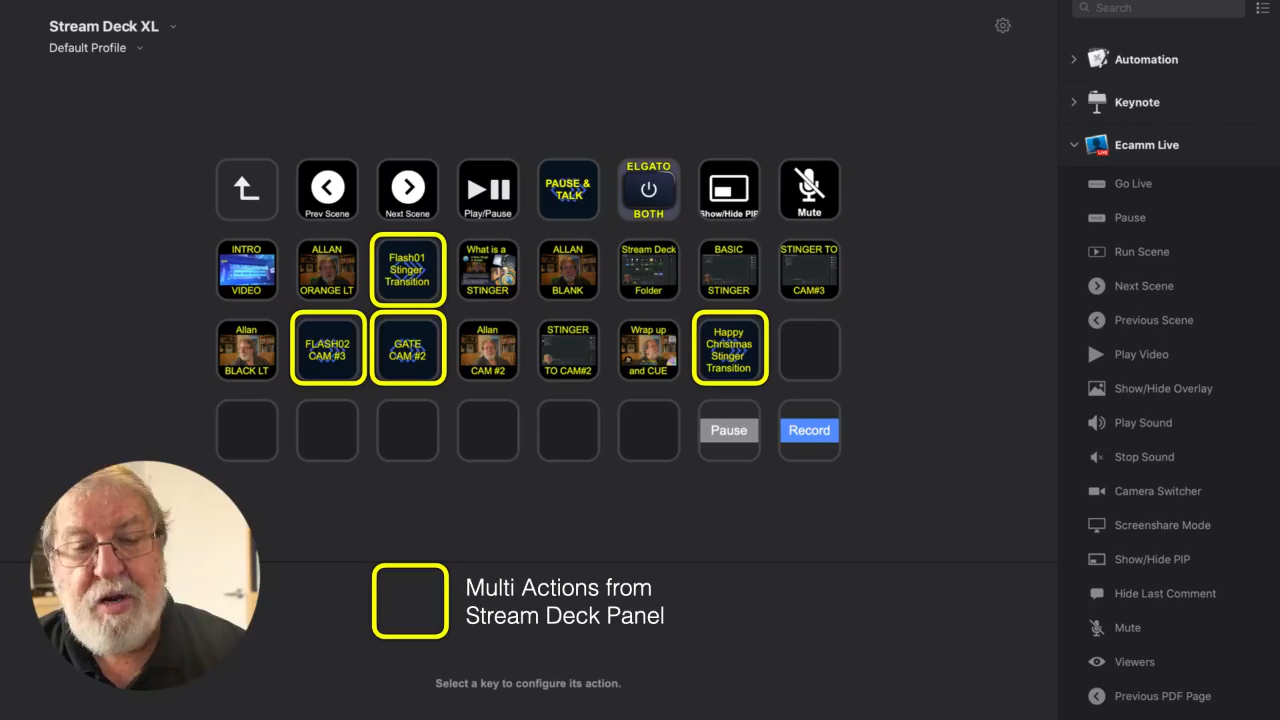 Stream Deck XL
Default Profile
Search
Automation
Keynote
Ecamm Live
Go Live
Pause
Run Scene
Next Scene
Previous Scene
Play Video
Show/Hide Overlay
Play Sound
Stop Sound
Camera Switcher
Screenshare Mode
Show/Hide PIP
Hide Last Comment
Mute
Viewers
Previous PDF Page
Prev Scene
Next Scene
Play/Pause
PAUSE &
TALK
ELGATO
BOTH
Show/Hide PIP
Mute
INTRO
VIDEO
ALLAN
ORANGE LT
Flash01
Stinger
Transition
What is a
STINGER
ALLAN
BLANK
Stream Deck
Folder
BASIC
STINGER
STINGER TO
CAM#3
Allan
BLACK LT
FLASH02
CAM #3
GATE
CAM #2
Allan
CAM #2
STINGER
TO CAM#2
Wrap up
and CUE
Happy
Christmas
Stinger
Transition
Pause
Record
Multi Actions from
Stream Deck Panel
Select a key to configure its action.